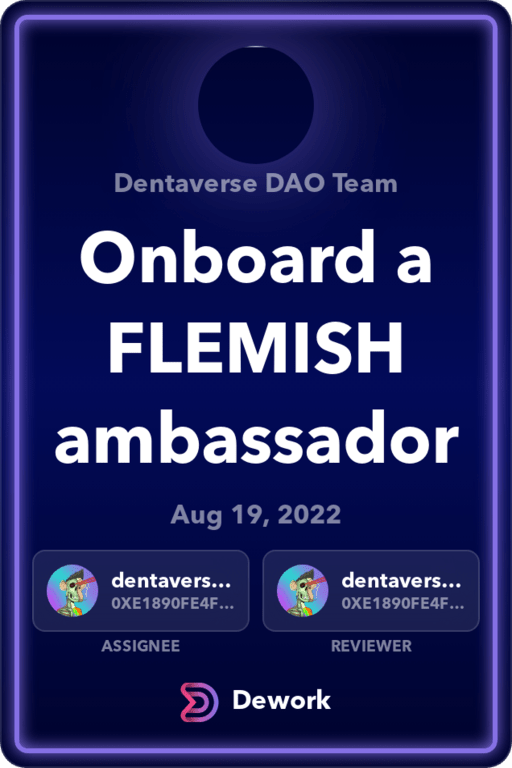 Dentaverse DAO Team
Onboard a
FLEMISH
ambassador
Aug 19, 2022
dentavers... dentavers...
0XE1890FE4F... 0XE1890FE4F...
ASSIGNEE REVIEWER
Dework